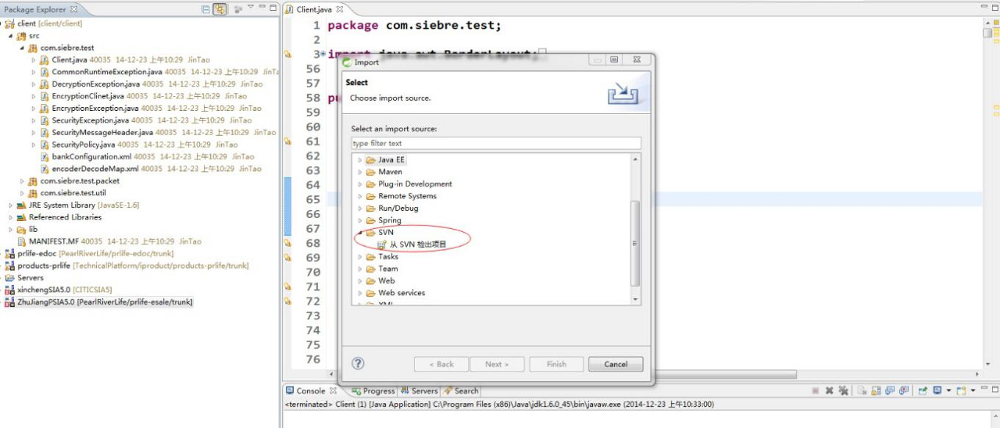 Package Explorer
client [client/client]
src
com.siebre.test
Client.java 40035 14-12-23 上午10:29 JinTao
CommonRuntimeException.java 40035 14-12-23 上午10:29 JinTa
DecryptionException.java 40035 14-12-23 上午10:29 JinTao
EncryptionClinet.java 40035 14-12-23 上午10:29 JinTao
EncryptionException.java 40035 14-12-23 上午10:29 JinTao
SecurityException.java 40035 14-12-23 上午10:29 JinTao
SecurityMessageHeader.java 40035 14-12-23 上午10:29 JinTao
SecurityPolicy.java 40035 14-12-23 上午10:29 JinTao
bankConfiguration.xml 40035 14-12-23 上午10:29 JinTao
encoderDecodeMap.xml 40035 14-12-23 上午10:29 JinTao
com.siebre.test.packet
com.siebre.test.util
JRE System Library [JavaSE-1.6]
Referenced Libraries
lib
MANIFEST.MF 40035 14-12-23 上午10:29 JinTao
prlife-edoc [PearlRiverLife/prlife-edoc/trunk]
products-prlife [TechnicalPlatform/iproduct/products-prlife/trunk]
Servers
xinchengSIA5.0 [CITICSIA5]
ZhuJiangPSIA5.0 [PearlRiverLife/prlife-esale/trunk]
Client.java
1 package com.siebre.test;
2
3 import java.awt.BorderLayout;
56
57
58 pu
59
60
61
62
63
64
65
66
67
68
69
70
71
72
73
74
75
76
Import
Select
Choose import source.
Select an import source:
type filter text
Java EE
Maven
Plug-in Development
Remote Systems
Run/Debug
Spring
SVN
从 SVN 检出项目
Tasks
Team
Web
Web services
XML
?
< Back
Next >
Finish
Cancel
Console
Progress
Servers
Search
<terminated> Client (1) [Java Application] C:\Program Files (x86)\Java\jdk1.6.0_45\bin\javaw.exe (2014-12-23 上午10:33:00)